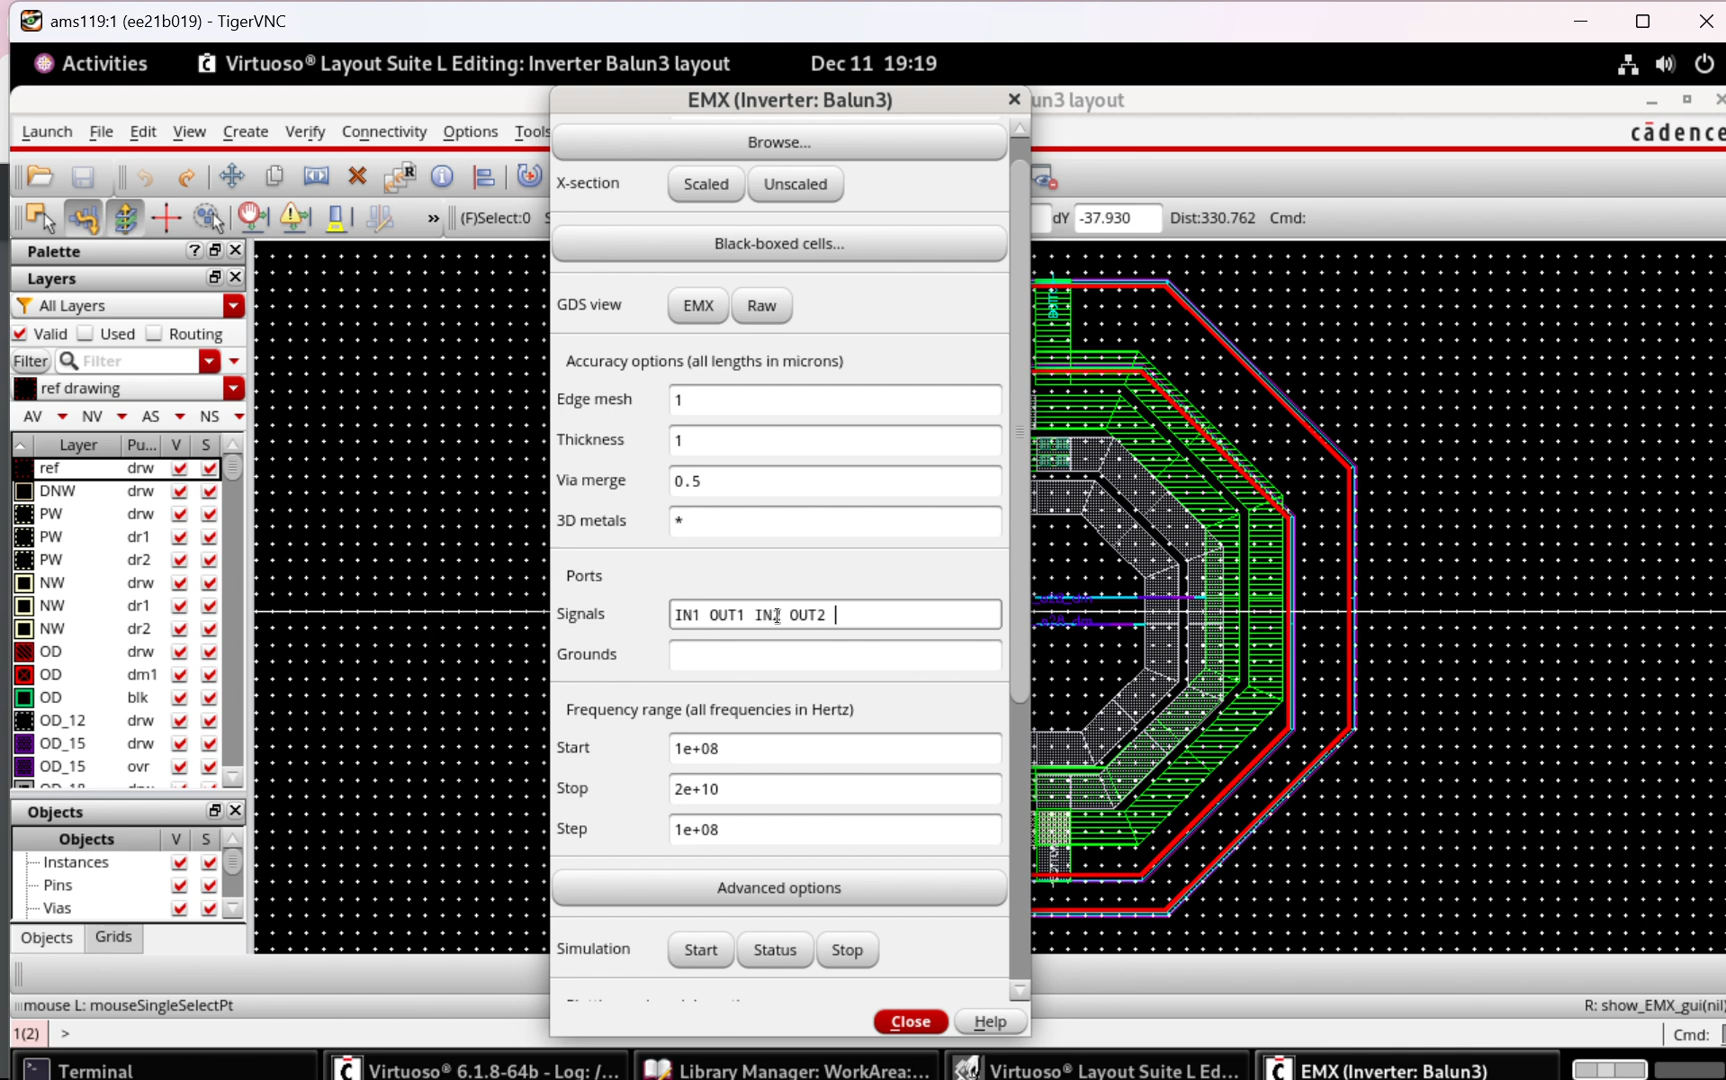 ams119:1 (ee21b019) - TigerVNC
Activities Virtuoso® Layout Suite L Editing: Inverter Balun3 layout Dec 11 19:19
EMX (Inverter: Balun3)
un3 layout
Launch File Edit View Create Verify Connectivity Options Tools
cādence
Browse...
X-section Scaled Unscaled
» (F)Select:0
dY -37.930 Dist:330.762 Cmd:
Palette
Layers
All Layers
Valid Used Routing
Filter Filter
ref drawing
AV NV AS NS
Layer Pu... V S
ref drw
DNW drw
PW drw
PW dr1
PW dr2
NW drw
NW dr1
NW dr2
OD drw
OD dm1
OD blk
OD_12 drw
OD_15 drw
OD_15 ovr
Objects
Objects V S
Instances
Pins
Vias
Objects Grids
Black-boxed cells...
GDS view EMX Raw
Accuracy options (all lengths in microns)
Edge mesh 1
Thickness 1
Via merge 0.5
3D metals *
Ports
Signals IN1 OUT1 IN2 OUT2
Grounds
Frequency range (all frequencies in Hertz)
Start 1e+08
Stop 2e+10
Step 1e+08
Advanced options
Simulation Start Status Stop
Close Help
mouse L: mouseSingleSelectPt
R: show_EMX_gui(nil)
1(2) >
Cmd:
Terminal
Virtuoso® 6.1.8-64b - Log: /...
Library Manager: WorkArea:...
Virtuoso® Layout Suite L Ed...
EMX (Inverter: Balun3)